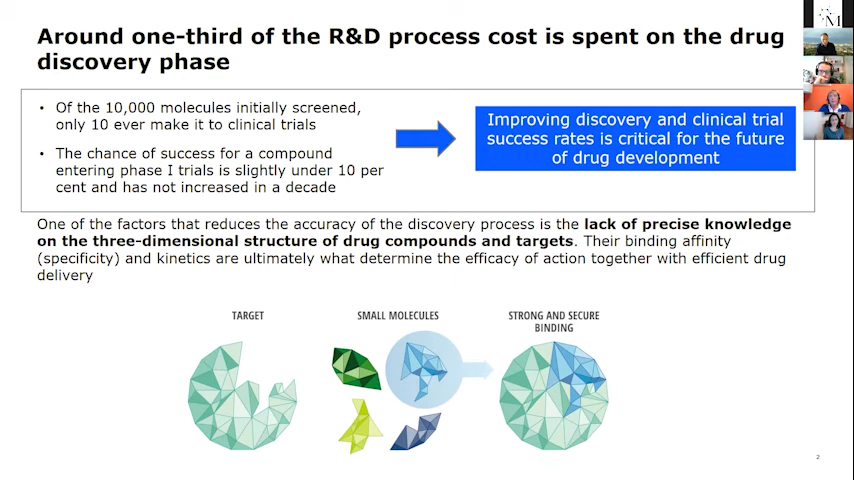 Around one-third of the R&D process cost is spent on the drug
discovery phase
• Of the 10,000 molecules initially screened,
only 10 ever make it to clinical trials
• The chance of success for a compound
entering phase I trials is slightly under 10 per
cent and has not increased in a decade
Improving discovery and clinical trial
success rates is critical for the future
of drug development
One of the factors that reduces the accuracy of the discovery process is the lack of precise knowledge
on the three-dimensional structure of drug compounds and targets. Their binding affinity
(specificity) and kinetics are ultimately what determine the efficacy of action together with efficient drug
delivery
TARGET
SMALL MOLECULES
STRONG AND SECURE
BINDING
2
M